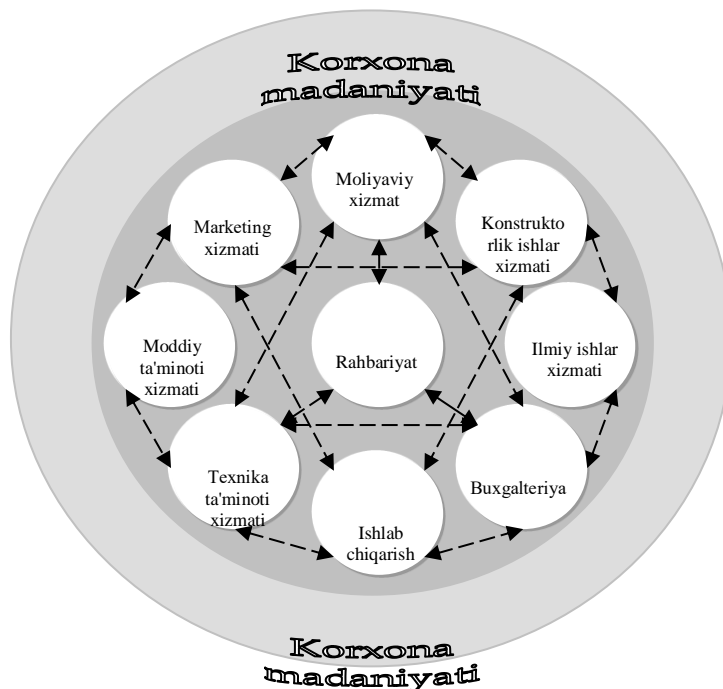 Korxona
madaniyati
Moliyaviy
xizmat
Marketing
xizmati
Konstrukto
rlik ishlar
xizmati
Moddiy
ta'minoti
xizmati
Rahbariyat
Ilmiy ishlar
xizmati
Texnika
ta'minoti
xizmati
Buxgalteriya
Ishlab
chiqarish
Korxona
madaniyati